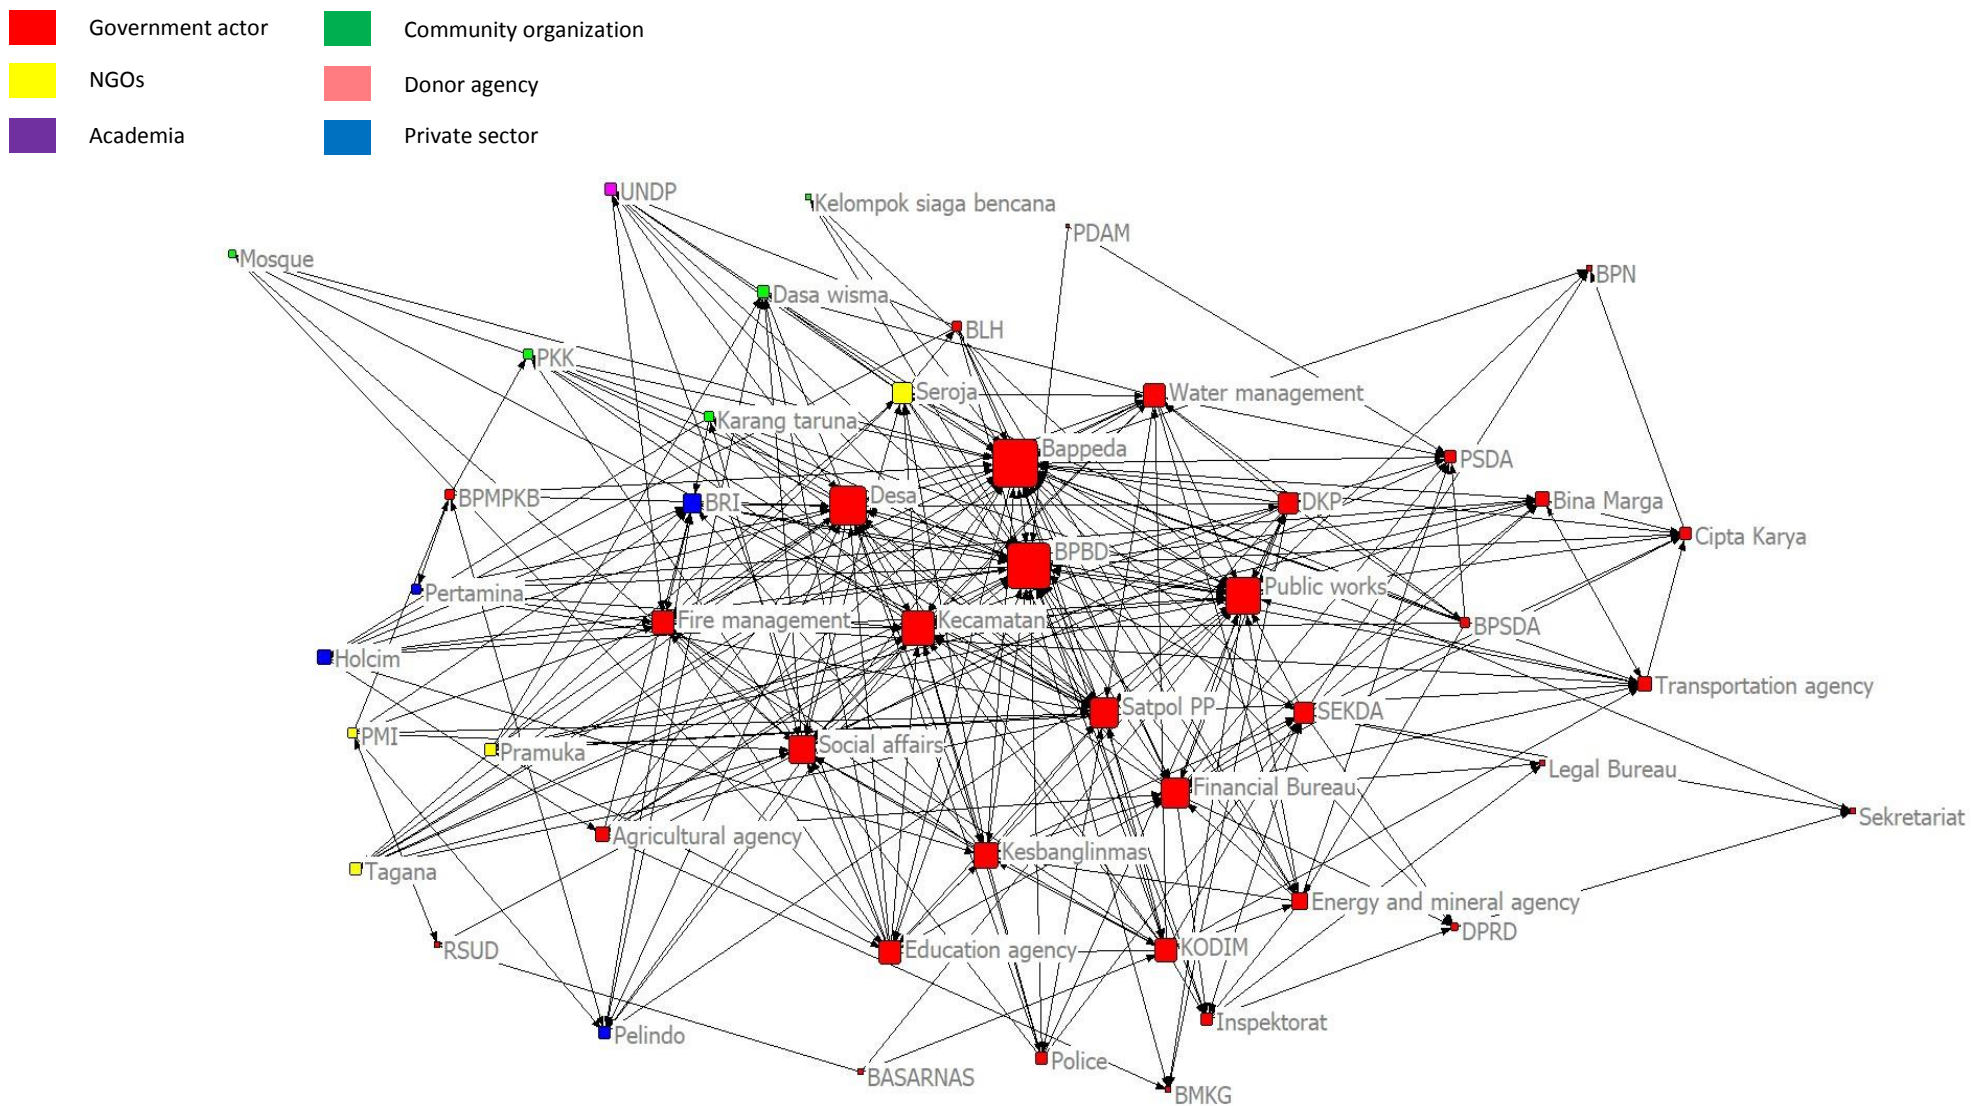 Government actor
Community organization
NGOs
Donor agency
Academia
Private sector
UNDP
Kelompok siaga bencana
PDAM
Mosque
BPN
Dasa wisma
BLH
PKK
Seroja
Water management
Karang taruna
Bappeda
PSDA
BPMPKB
BRI
Desa
DKP
Bina Marga
Cipta Karya
BPBD
Pertamina
Public works
Fire management
Kecamatan
BPSDA
Holcim
Transportation agency
Satpol PP
SEKDA
PMI
Pramuka
Social affairs
Legal Bureau
Financial Bureau
Sekretariat
Agricultural agency
Kesbanglinmas
Tagana
Energy and mineral agency
DPRD
RSUD
Education agency
KODIM
Inspektorat
Pelindo
Police
BASARNAS
BMKG